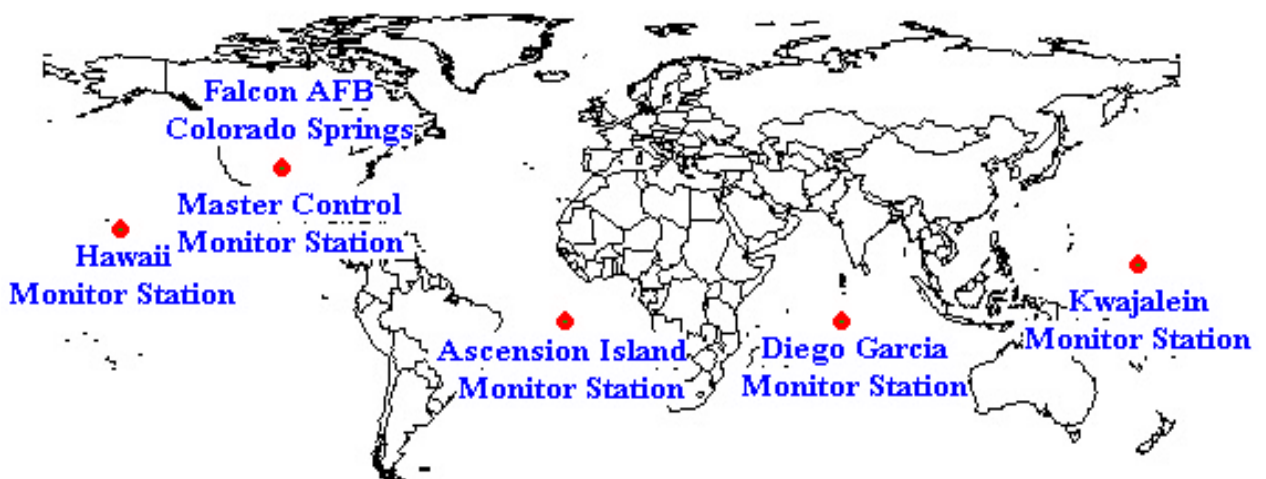 Falcon AFB
Colorado Springs
Master Control
Monitor Station
Hawaii
Monitor Station
Ascension Island
Monitor Station
Diego Garcia
Monitor Station
Kwajalein
Monitor Station